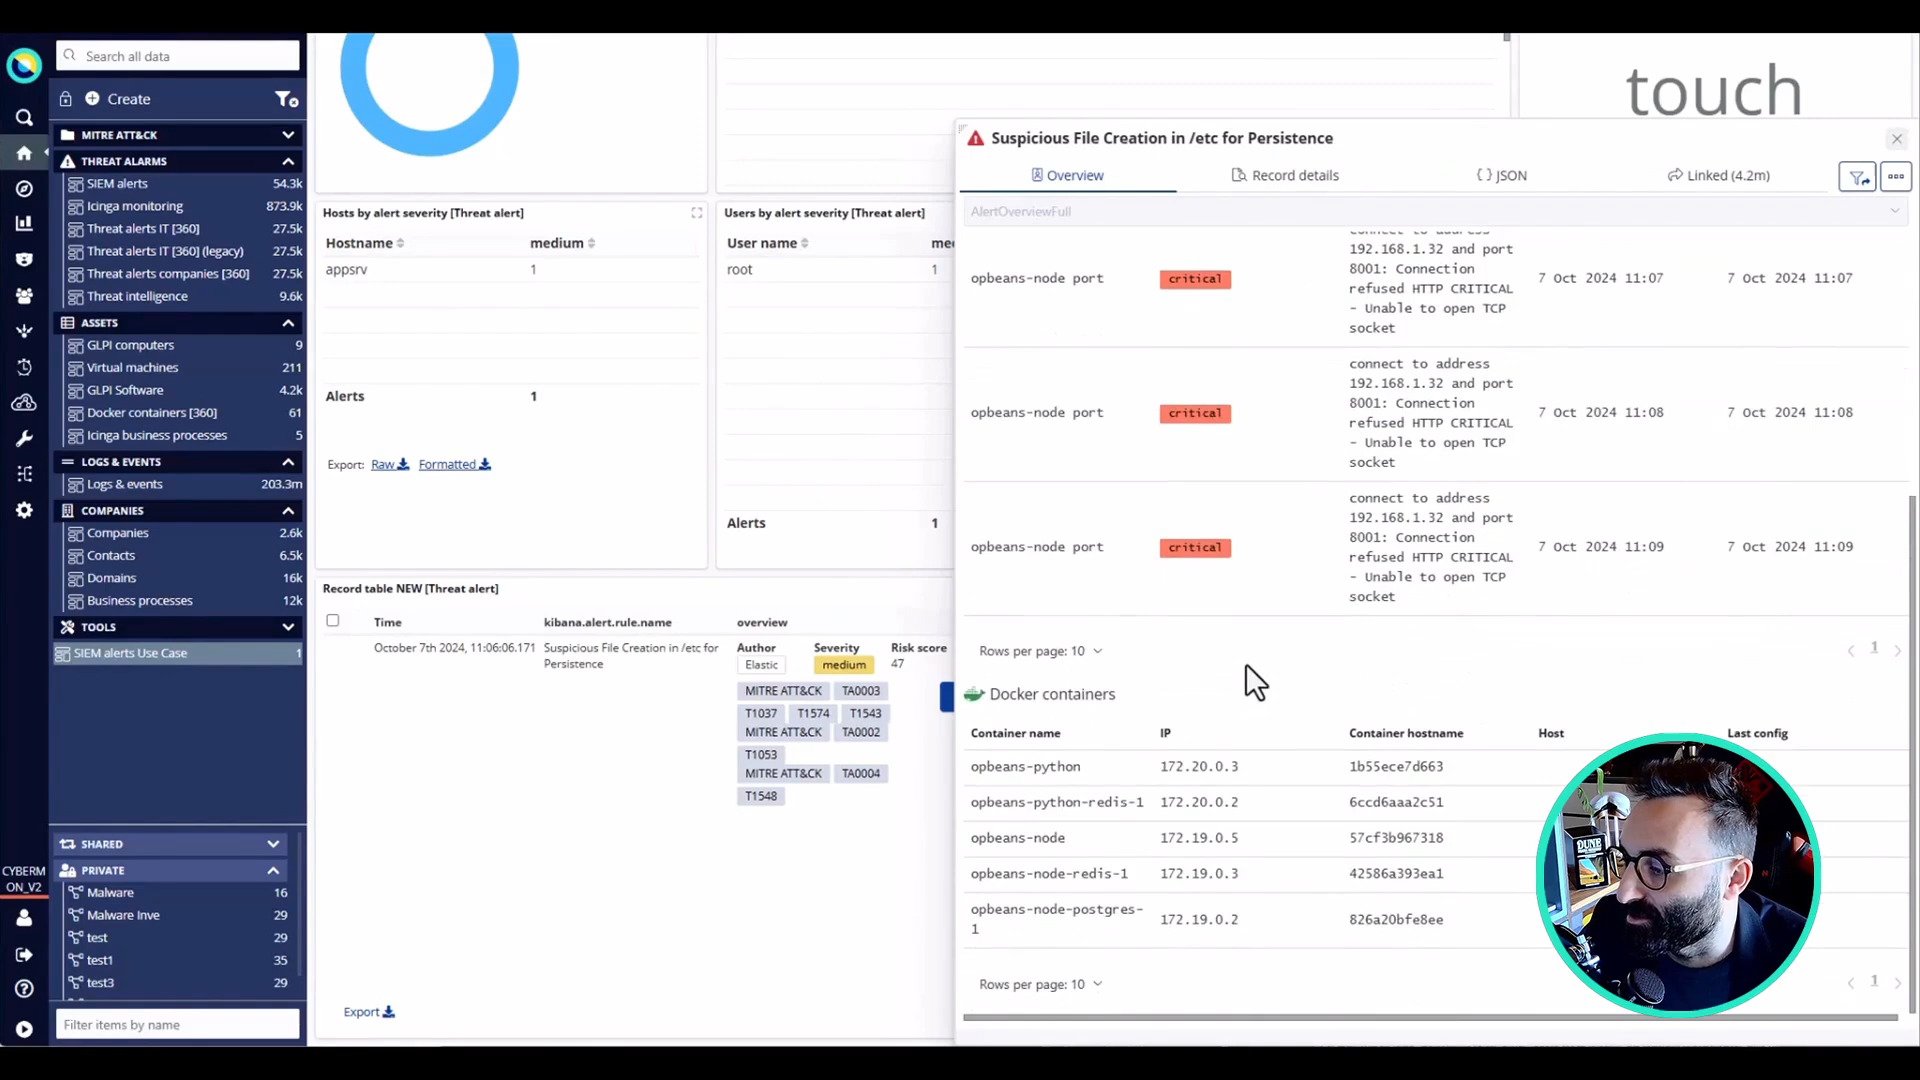 Search all data
Create
MITRE ATT&CK
THREAT ALARMS
SIEM alerts 54.3k
Icinga monitoring 873.9k
Threat alerts IT [360] 27.5k
Threat alerts IT [360] (legacy) 27.5k
Threat alerts companies [360] 27.5k
Threat intelligence 9.6k
ASSETS
GLPI computers 9
Virtual machines 211
GLPI Software 4.2k
Docker containers [360] 61
Icinga business processes 5
LOGS & EVENTS
Logs & events 203.3m
COMPANIES
Companies 2.6k
Contacts 6.5k
Domains 16k
Business processes 12k
TOOLS
SIEM alerts Use Case 1
SHARED
PRIVATE
Malware 16
Malware Inve 29
test 29
test1 35
test3 29
Filter items by name
CYBERM
ON_V2
touch
Hosts by alert severity [Threat alert]
Hostname medium
appsrv 1
Alerts 1
Export: Raw Formatted
Users by alert severity [Threat alert]
User name me
root 1
Alerts 1
Record table NEW [Threat alert]
Time kibana.alert.rule.name overview
October 7th 2024, 11:06:06.171 Suspicious File Creation in /etc for
Persistence
Author Severity Risk score
Elastic medium 47
MITRE ATT&CK TA0003
T1037 T1574 T1543
MITRE ATT&CK TA0002
T1053
MITRE ATT&CK TA0004
T1548
Export
Suspicious File Creation in /etc for Persistence
Overview Record details {} JSON Linked (4.2m)
AlertOverviewFull
connect to address
192.168.1.32 and port
8001: Connection
opbeans-node port critical refused HTTP CRITICAL 7 Oct 2024 11:07 7 Oct 2024 11:07
- Unable to open TCP
socket
connect to address
192.168.1.32 and port
8001: Connection
opbeans-node port critical refused HTTP CRITICAL 7 Oct 2024 11:08 7 Oct 2024 11:08
- Unable to open TCP
socket
connect to address
192.168.1.32 and port
8001: Connection
opbeans-node port critical refused HTTP CRITICAL 7 Oct 2024 11:09 7 Oct 2024 11:09
- Unable to open TCP
socket
Rows per page: 10 1
Docker containers
Container name IP Container hostname Host Last config
opbeans-python 172.20.0.3 1b55ece7d663
opbeans-python-redis-1 172.20.0.2 6ccd6aaa2c51
opbeans-node 172.19.0.5 57cf3b967318
opbeans-node-redis-1 172.19.0.3 42586a393ea1
opbeans-node-postgres-
1 172.19.0.2 826a20bfe8ee
Rows per page: 10 1
DUNE